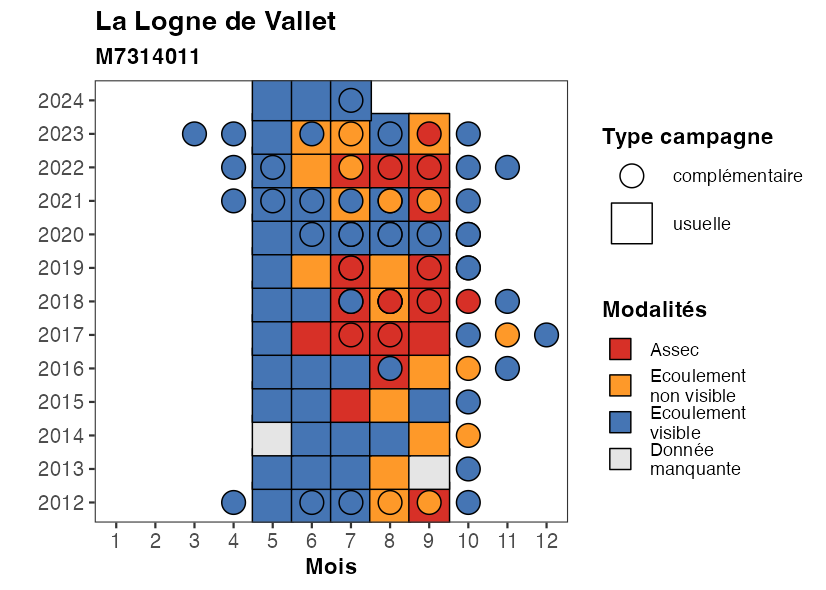 La Logne de Vallet
M7314011
2024
2023
2022
2021
2020
2019
2018
2017
2016
2015
2014
2013
2012
1 2 3 4 5 6 7 8 9 10 11 12
Mois
Type campagne
complémentaire
usuelle
Modalités
Assec
Ecoulement
non visible
Ecoulement
visible
Donnée
manquante